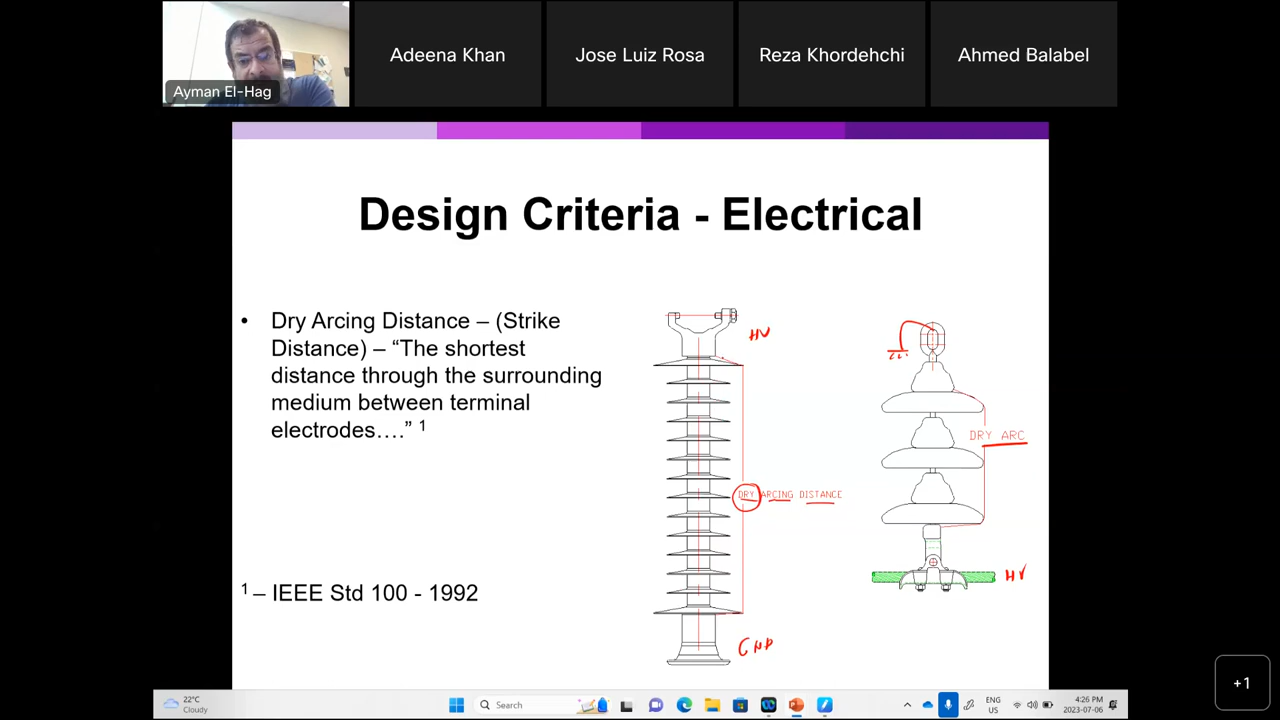 Adeena Khan
Jose Luiz Rosa
Reza Khordehchi
Ahmed Balabel
Ayman El-Hag
Design Criteria - Electrical
• Dry Arcing Distance – (Strike
Distance) – “The shortest
distance through the surrounding
medium between terminal
electrodes….” 1
1 – IEEE Std 100 - 1992
HV
DRY ARCING DISTANCE
GND
DRY ARC
HV
+1
22°C
Cloudy
Search
ENG
US
4:26 PM
2023-07-06